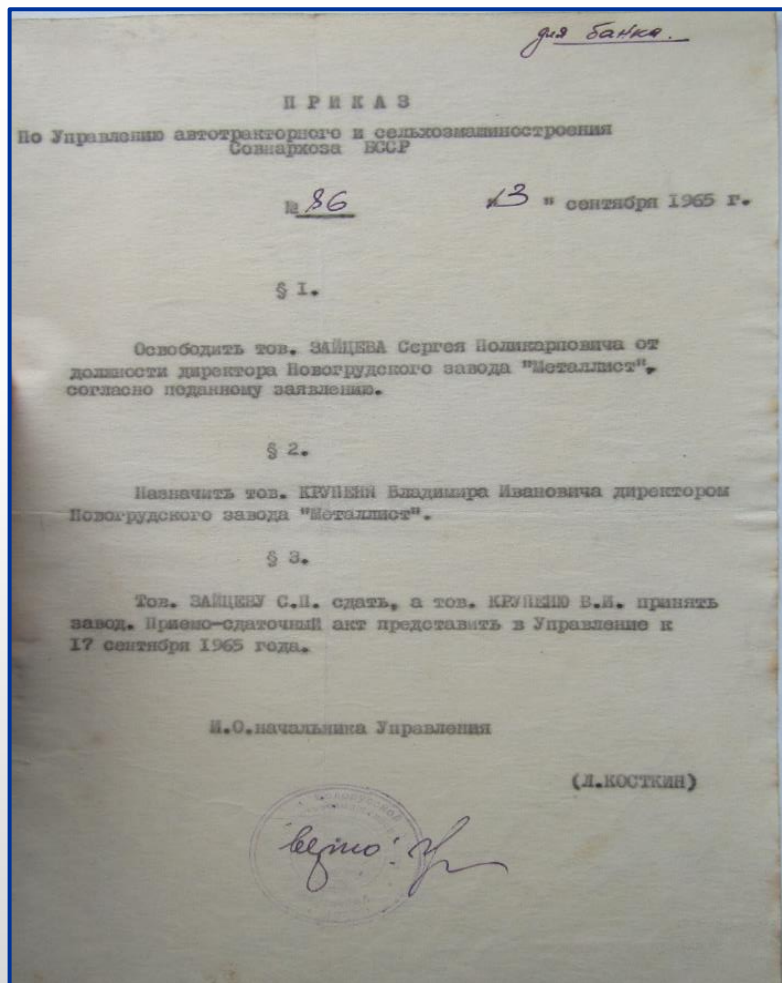 для банка.
ПРИКАЗ
По Управлению автотракторного и сельхозмашиностроения
Совнархоза БССР
№ 86 "13" сентября 1965 г.
§ I.
Освободить тов. ЗАЙЦЕВА Сергея Поликарповича от
должности директора Новогрудского завода "Металлист",
согласно поданному заявлению.
§ 2.
Назначить тов. КРУПЕНЯ Владимира Ивановича директором
Новогрудского завода "Металлист".
§ 3.
Тов. ЗАЙЦЕВУ С.П. сдать, а тов. КРУПЕНЮ В.И. принять
завод. Приемо-сдаточный акт представить в Управление к
17 сентября 1965 года.
И.О.начальника Управления
(Л.КОСТКИН)
верно: